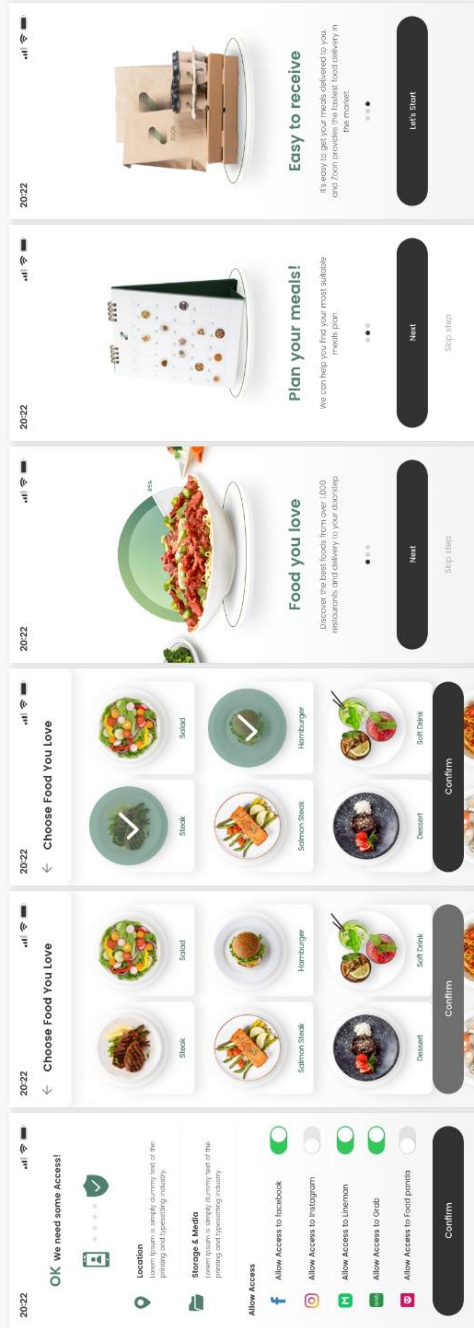 20:22
OK We need some Access!
Location
Lorem Ipsum is simply dummy text of the
printing and typesetting industry.
Storage & Media
Lorem Ipsum is simply dummy text of the
printing and typesetting industry.
Allow Access
Allow Access to facebook
Allow Access to Instagram
Allow Access to Lineman
Allow Access to Grab
Allow Access to Food panda
Confirm
20:22
Choose Food You Love
Steak
Salad
Salmon Steak
Hamburger
Dessert
Soft Drink
Confirm
20:22
Choose Food You Love
Steak
Salad
Salmon Steak
Hamburger
Dessert
Soft Drink
Confirm
20:22
Food you love
Discover the best foods from over 1,000
restaurants and delivery to your doorstep
Next
Skip step
20:22
Plan your meals!
We can help you find your most suitable
meals plan
Next
Skip step
20:22
Easy to receive
It's easy to get your meals delivered to you.
and Zoon provides the fastest food delivery in
the market.
Let's Start